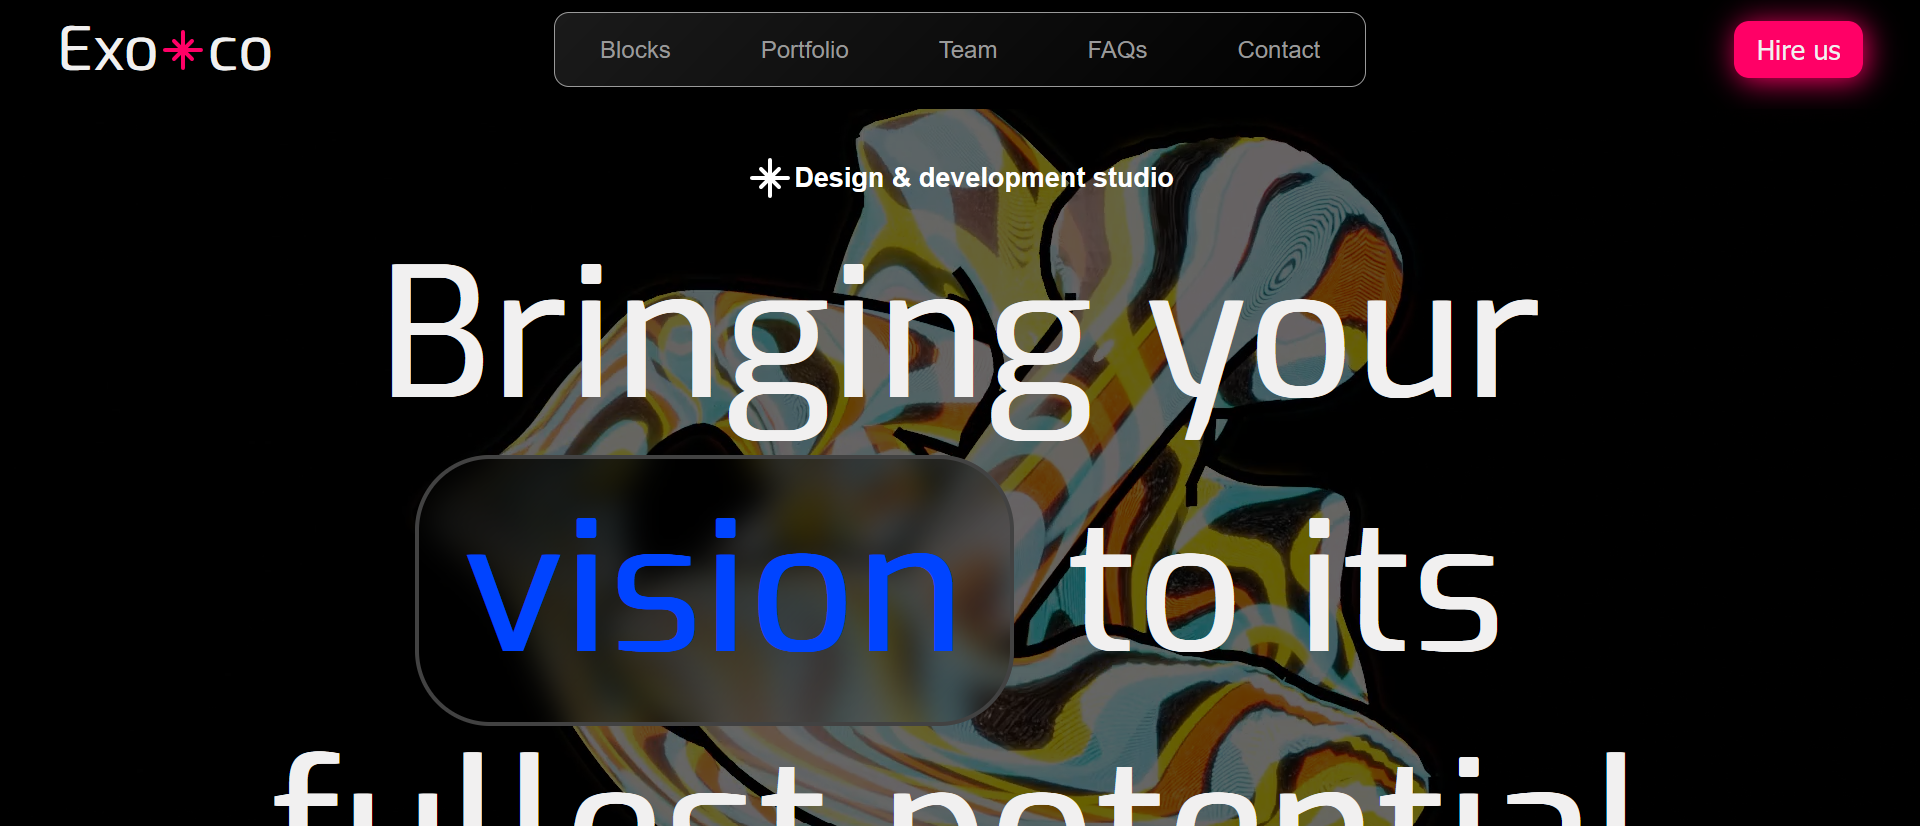 Exo*co
Blocks Portfolio Team FAQs Contact
Hire us
Design & development studio
Bringing your
vision to its
fullest potential